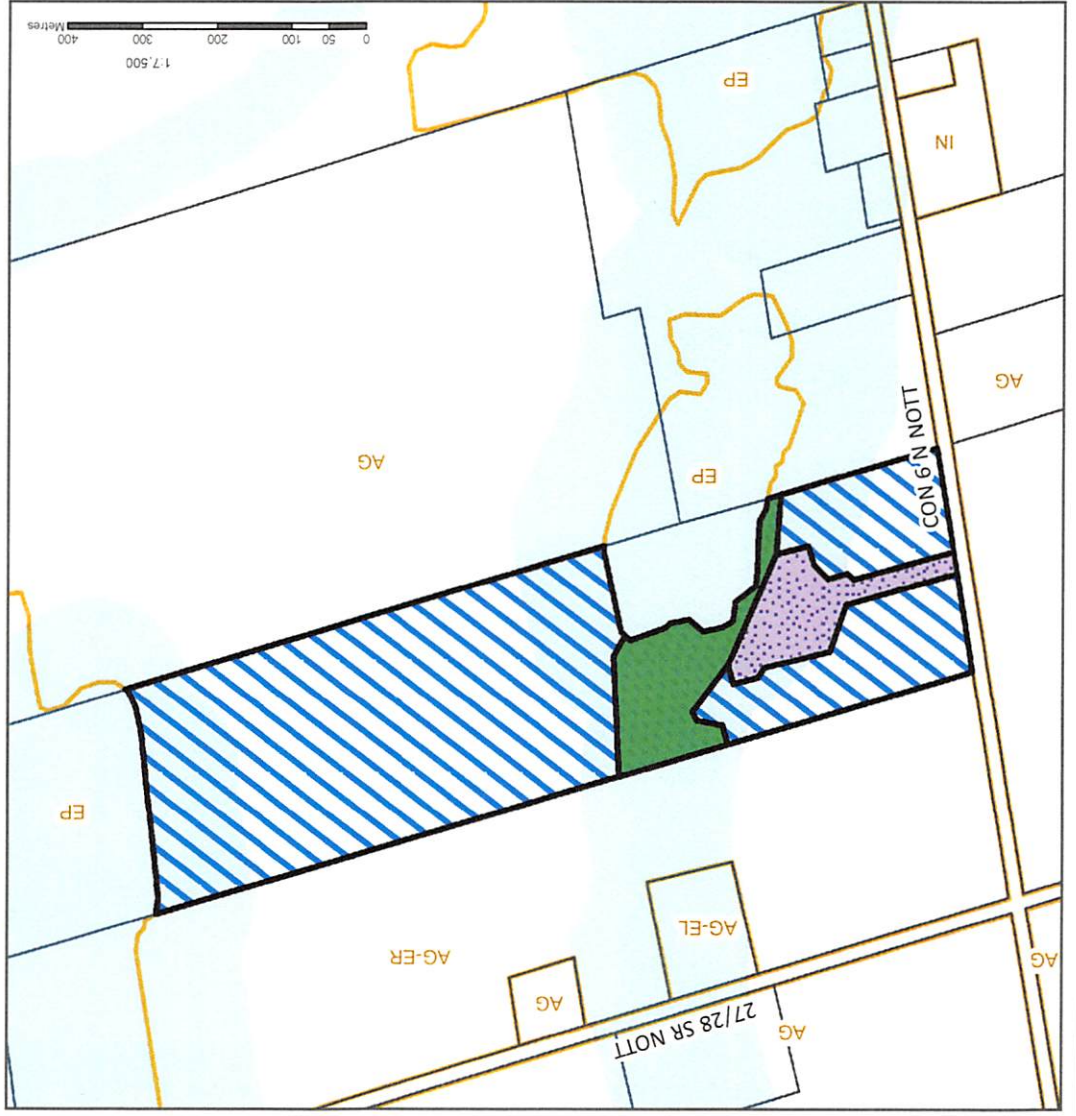 AG
27/28 SR NOTT
AG
AG
AG-EL
AG-ER
EP
EP
AG
CON 6 N NOTT
AG
IN
EP
1:7,500
0 50 100 200 300 400
Metres